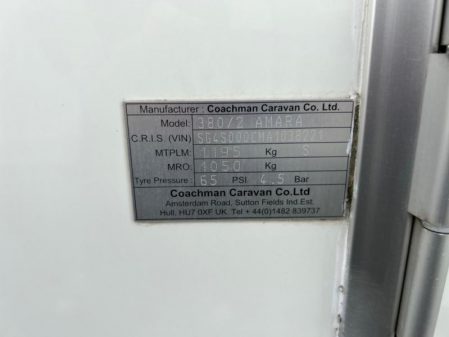 Manufacturer : Coachman Caravan Co. Ltd.
Model: 380/2 AMARA
C.R.I.S. (VIN)
MTPLM: 1195 Kg S
MRO: 1050 Kg
Tyre Pressure : 65 PSI 4.5 Bar
Coachman Caravan Co.Ltd
Amsterdam Road, Sutton Fields Ind.Est.
Hull, HU7 0XF UK. Tel + 44(0)1482 839737